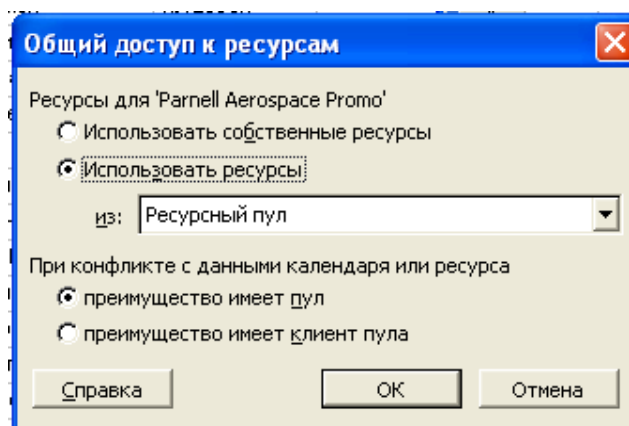 Общий доступ к ресурсам
Ресурсы для 'Parnell Aerospace Promo'
Использовать собственные ресурсы
Использовать ресурсы
из: Ресурсный пул
При конфликте с данными календаря или ресурса
преимущество имеет пул
преимущество имеет клиент пула
Справка ОК Отмена